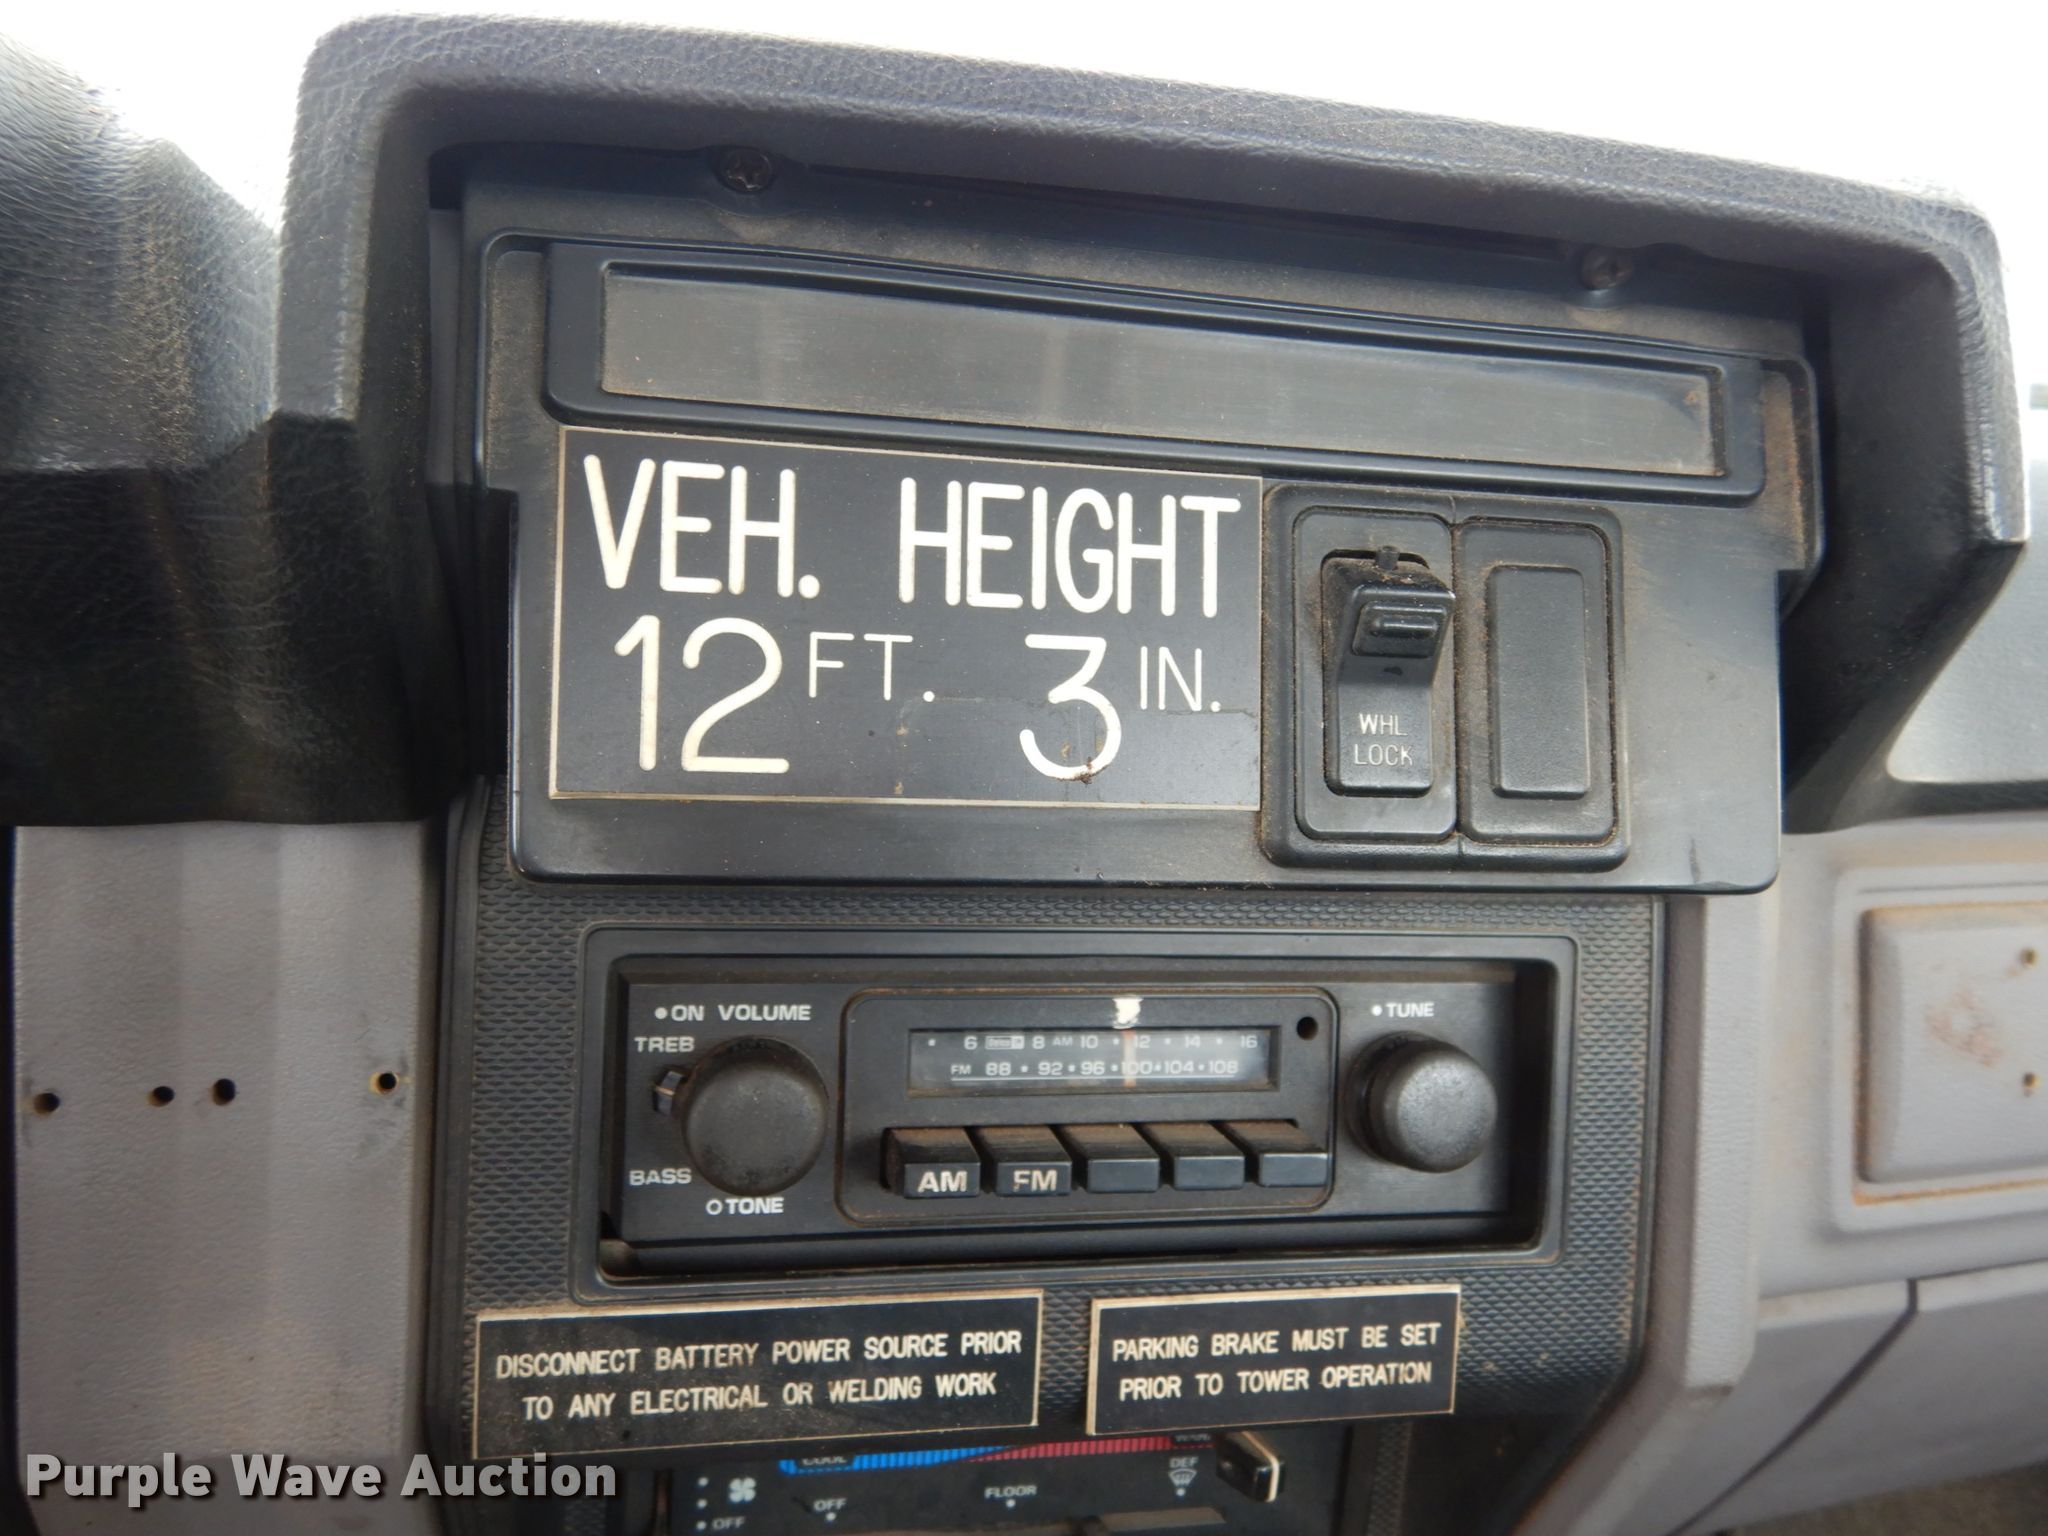 VEH. HEIGHT
12 FT. 3 IN.
WHL
LOCK
ON VOLUME
TREB
BASS
TONE
TUNE
6 Delco 8 AM 10 12 14 16
FM 88 92 96 100 104 108
AM FM
DISCONNECT BATTERY POWER SOURCE PRIOR
TO ANY ELECTRICAL OR WELDING WORK
PARKING BRAKE MUST BE SET
PRIOR TO TOWER OPERATION
COOL WARM
OFF OFF FLOOR DEF
Purple Wave Auction